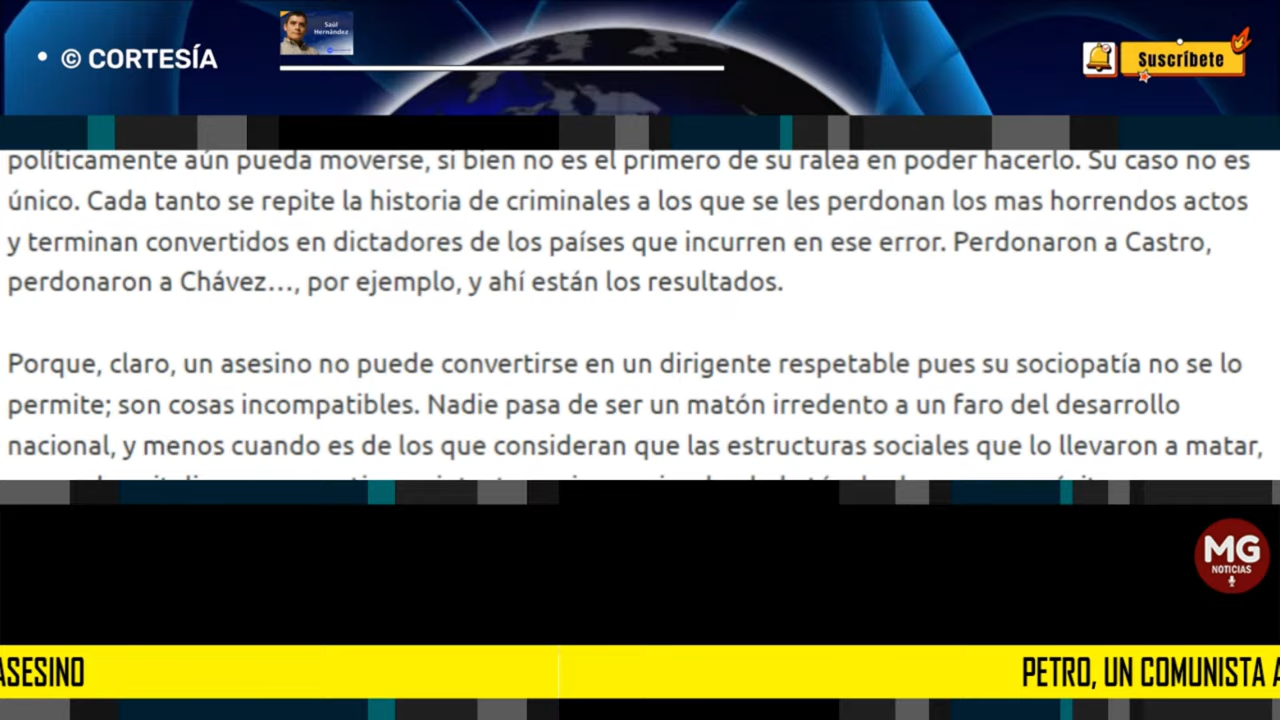 © CORTESÍA
Saúl
Hernández
Suscríbete
políticamente aún pueda moverse, si bien no es el primero de su ralea en poder hacerlo. Su caso no es
único. Cada tanto se repite la historia de criminales a los que se les perdonan los mas horrendos actos
y terminan convertidos en dictadores de los países que incurren en ese error. Perdonaron a Castro,
perdonaron a Chávez…, por ejemplo, y ahí están los resultados.
Porque, claro, un asesino no puede convertirse en un dirigente respetable pues su sociopatía no se lo
permite; son cosas incompatibles. Nadie pasa de ser un matón irredento a un faro del desarrollo
nacional, y menos cuando es de los que consideran que las estructuras sociales que lo llevaron a matar,
MG
NOTICIAS
ASESINO
PETRO, UN COMUNISTA A